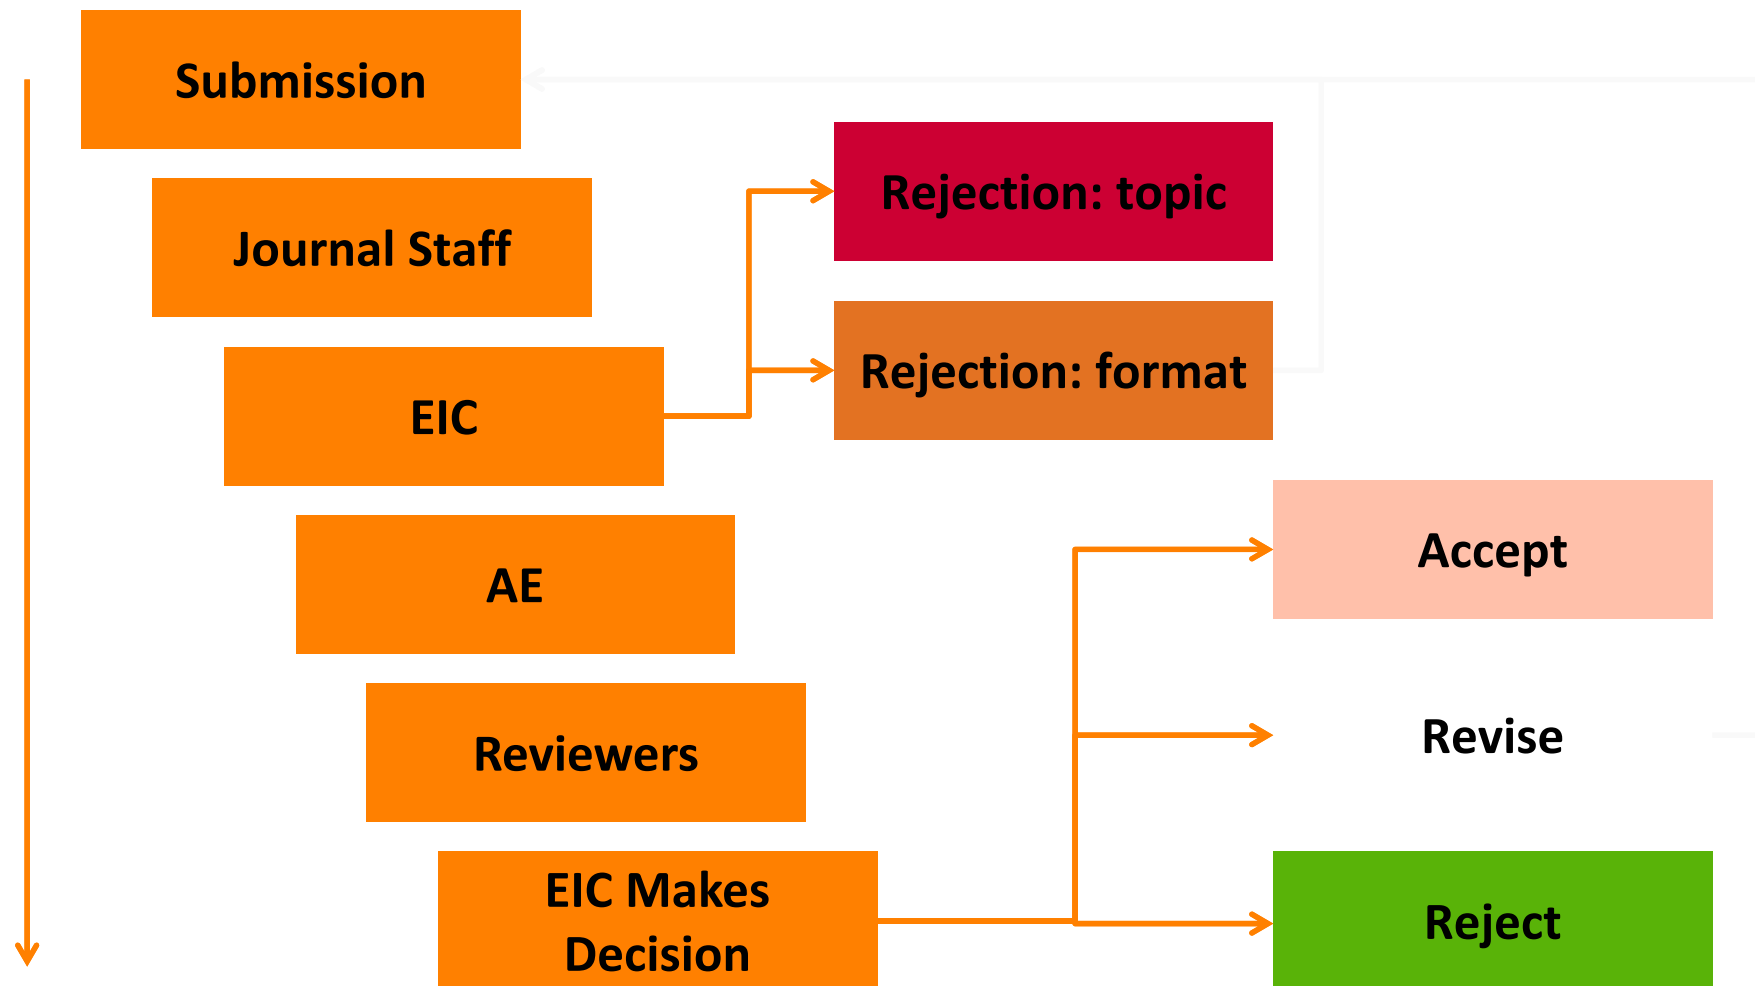 Submission
Rejection: topic
Journal Staff
Rejection: format
EIC
Accept
AE
Revise
Reviewers
EIC Makes
Decision
Reject